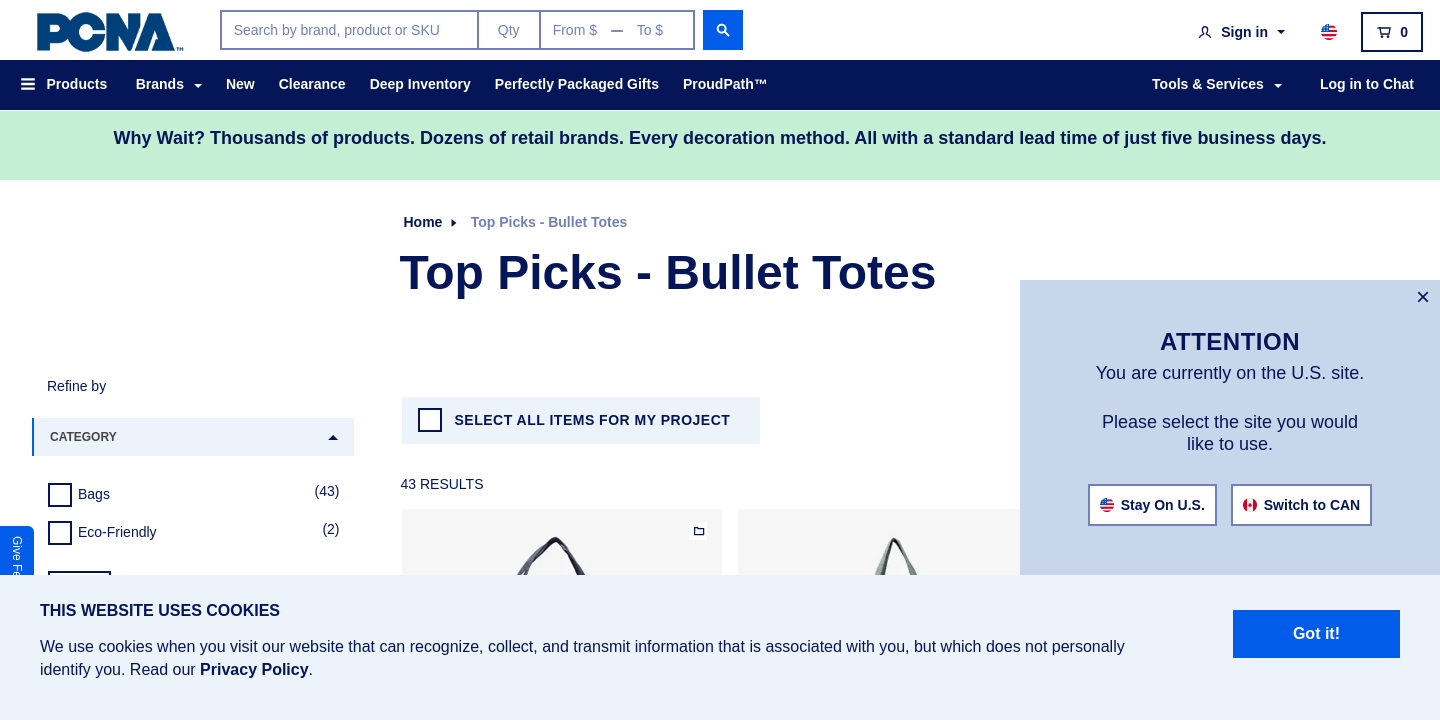 PCNA™
Search by brand, product or SKU
Qty
From $ — To $
Sign in
0
Products
Brands
New
Clearance
Deep Inventory
Perfectly Packaged Gifts
ProudPath™
Tools & Services
Log in to Chat
Why Wait? Thousands of products. Dozens of retail brands. Every decoration method. All with a standard lead time of just five business days.
Home
Top Picks - Bullet Totes
Top Picks - Bullet Totes
Refine by
CATEGORY
Bags (43)
Eco-Friendly (2)
Give Fe
SELECT ALL ITEMS FOR MY PROJECT
43 RESULTS
×
ATTENTION
You are currently on the U.S. site.
Please select the site you would
like to use.
Stay On U.S.
Switch to CAN
THIS WEBSITE USES COOKIES
We use cookies when you visit our website that can recognize, collect, and transmit information that is associated with you, but which does not personally
identify you. Read our Privacy Policy.
Got it!